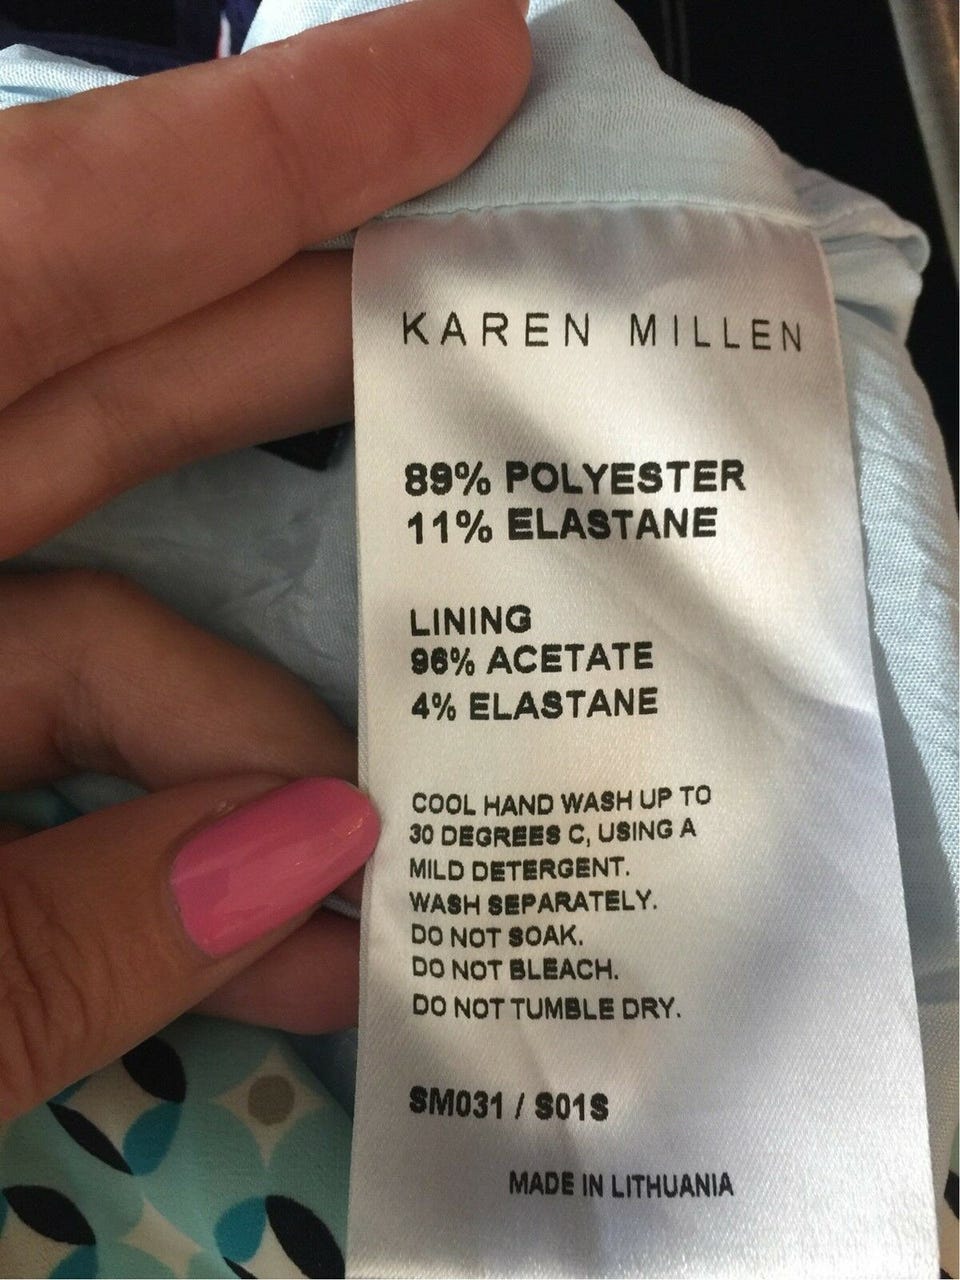 KAREN MILLEN
89% POLYESTER
11% ELASTANE
LINING
96% ACETATE
4% ELASTANE
COOL HAND WASH UP TO
30 DEGREES C, USING A
MILD DETERGENT.
WASH SEPARATELY.
DO NOT SOAK.
DO NOT BLEACH.
DO NOT TUMBLE DRY.
SM031 / S01S
MADE IN LITHUANIA